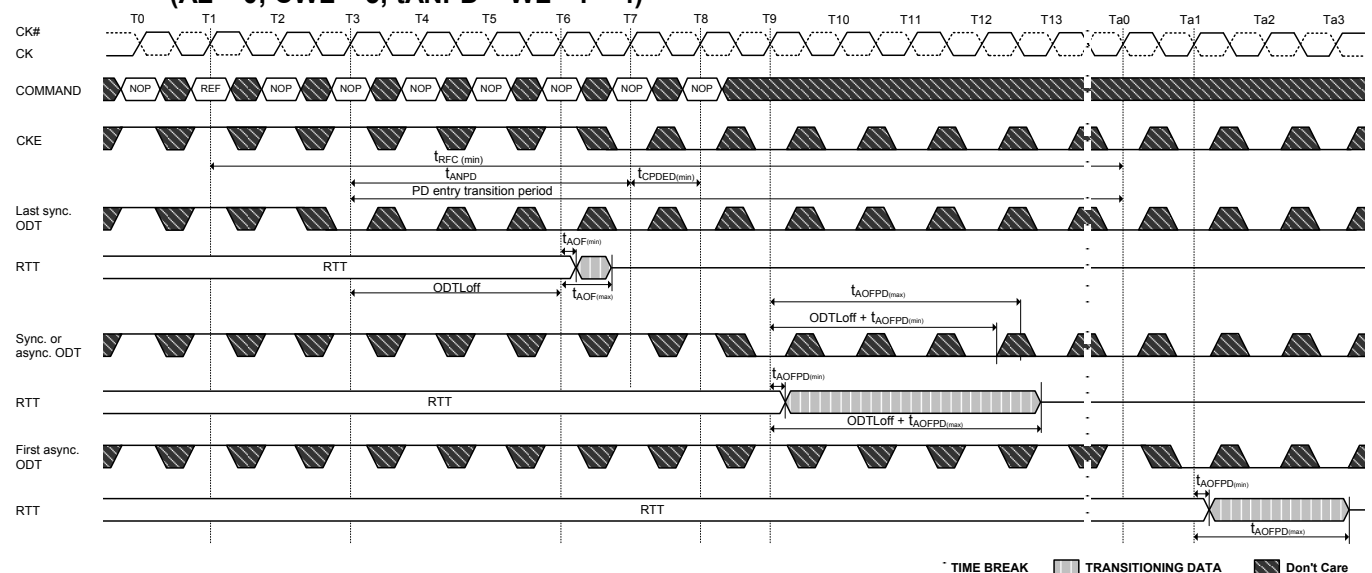 T0 T1 T2 T3 T4 T5 T6 T7 T8 T9 T10 T11 T12 T13 Ta0 Ta1 Ta2 Ta3
CK#
CK
COMMAND NOP REF NOP NOP NOP NOP NOP NOP NOP
CKE
tRFC (min)
tANPD tCPDED(min)
PD entry transition period
Last sync.
ODT
tAOF(min)
RTT RTT
ODTLoff tAOF(max)
tAOFPD(max)
ODTLoff + tAOFPD(min)
Sync. or
async. ODT
tAOFPD(min)
RTT RTT
ODTLoff + tAOFPD(max)
First async.
ODT
tAOFPD(min)
RTT RTT
tAOFPD(max)
TIME BREAK TRANSITIONING DATA Don't Care